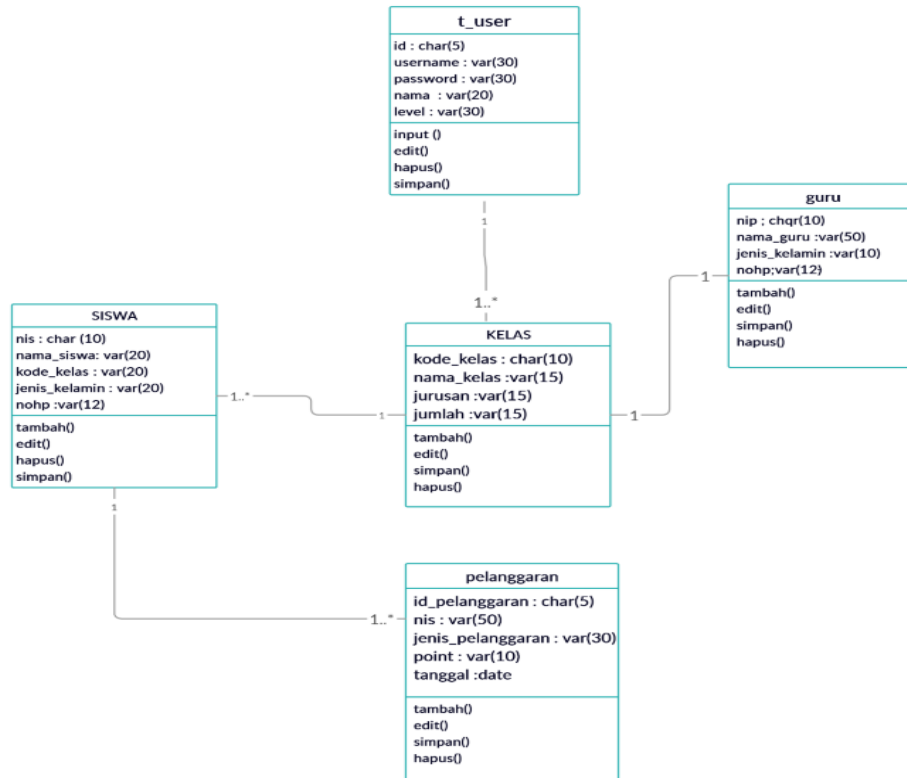 t_user
id : char(5)
username : var(30)
password : var(30)
nama : var(20)
level : var(30)
input ()
edit()
hapus()
simpan()
1
1..*
guru
nip ; chqr(10)
nama_guru :var(50)
jenis_kelamin :var(10)
nohp;var(12)
tambah()
edit()
simpan()
hapus()
1
1
SISWA
nis : char (10)
nama_siswa: var(20)
kode_kelas : var(20)
jenis_kelamin : var(20)
nohp :var(12)
tambah()
edit()
hapus()
simpan()
1..*
1
KELAS
kode_kelas : char(10)
nama_kelas :var(15)
jurusan :var(15)
jumlah :var(15)
tambah()
edit()
simpan()
hapus()
1
1..*
pelanggaran
id_pelanggaran : char(5)
nis : var(50)
jenis_pelanggaran : var(30)
point : var(10)
tanggal :date
tambah()
edit()
simpan()
hapus()